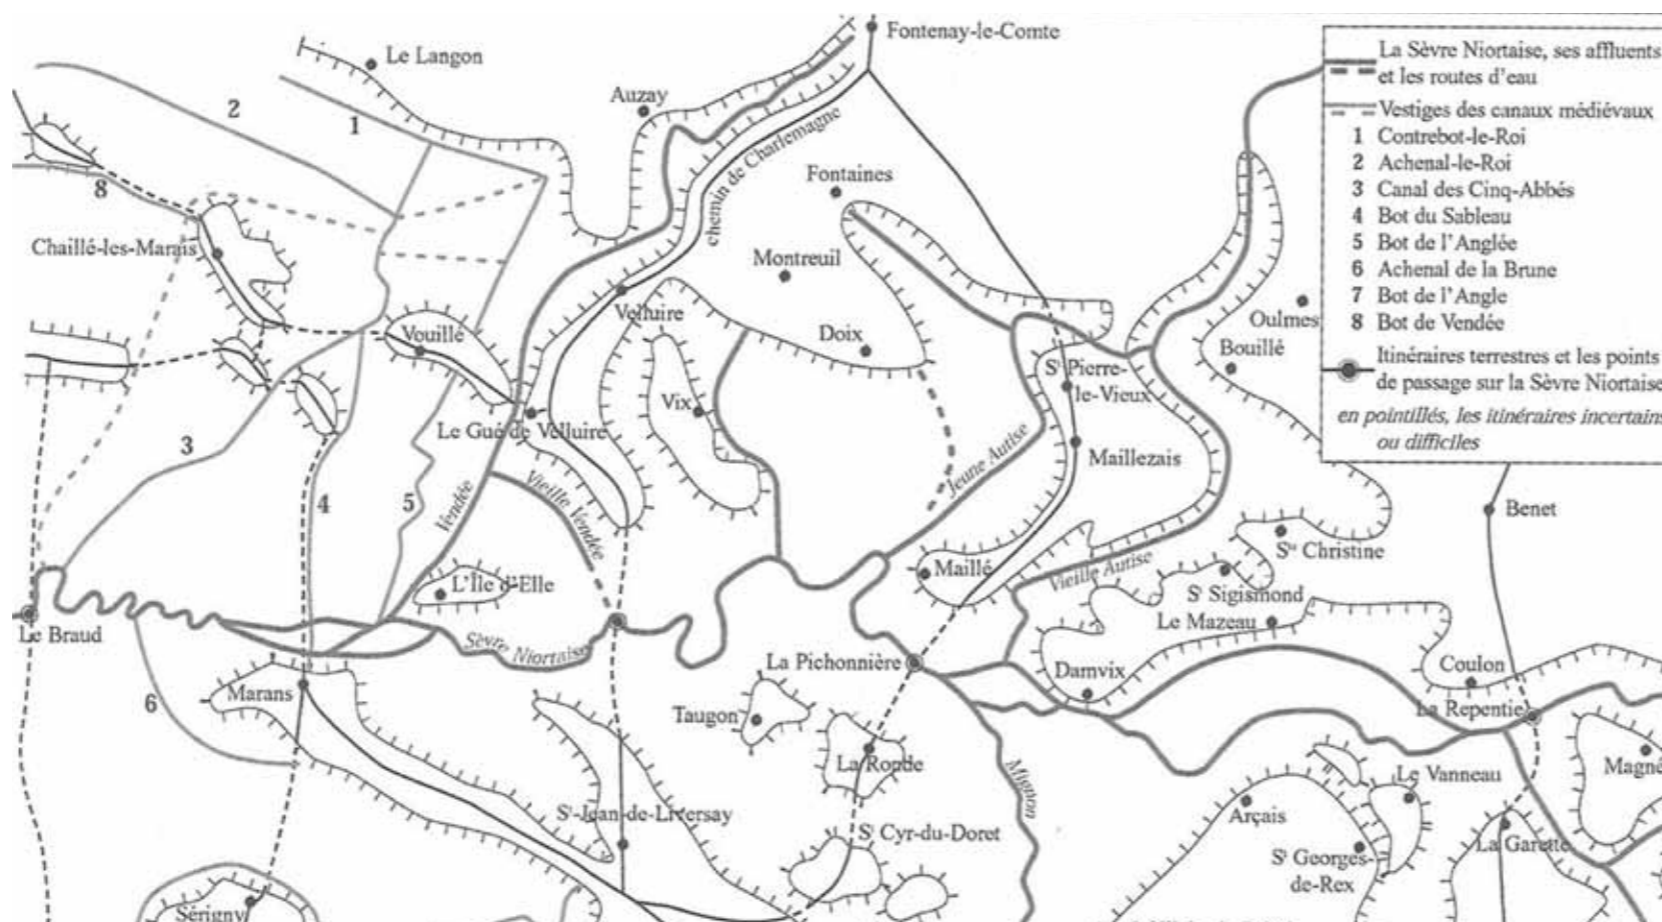 Fontenay-le-Comte
Le Langon
Auzay
2
1
chemin de Charlemagne
Fontaines
8
Chaillé-les-Marais
Montreuil
Velluire
Vouillé
Doix
Oulmes
Bouillé
St Pierre-
le-Vieux
Vix
Le Gué de Velluire
Maillezais
3
4
5
Vendée
Vieille Vendée
Jeune Autise
Benet
Ste Christine
Maillé
Vieille Autise
L'Île d'Elle
St Sigismond
Le Mazeau
Le Braud
Sèvre Niortaise
La Pichonnière
Damvix
Coulon
6
Marans
Taugon
La Repentie
La Ronde
Mignon
Le Vanneau
Magné
St-Jean-de-Liversay
Arçais
St Cyr-du-Doret
St Georges-
de-Rex
La Garette
Sérigny
La Sèvre Niortaise, ses affluents
et les routes d'eau
Vestiges des canaux médiévaux
1 Contrebot-le-Roi
2 Achenal-le-Roi
3 Canal des Cinq-Abbés
4 Bot du Sableau
5 Bot de l'Anglée
6 Achenal de la Brune
7 Bot de l'Angle
8 Bot de Vendée
Itinéraires terrestres et les points
de passage sur la Sèvre Niortaise
en pointillés, les itinéraires incertains
ou difficiles